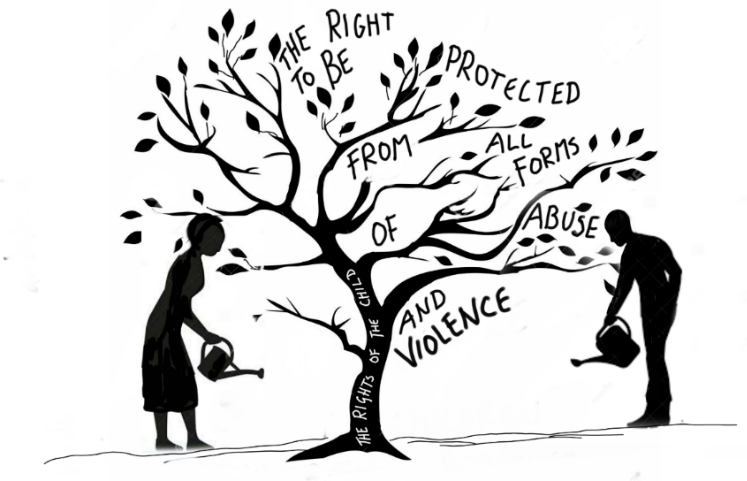 THE RIGHT
TO BE
PROTECTED
FROM
ALL
FORMS
OF
ABUSE
AND
VIOLENCE
THE RIGHTS OF THE CHILD